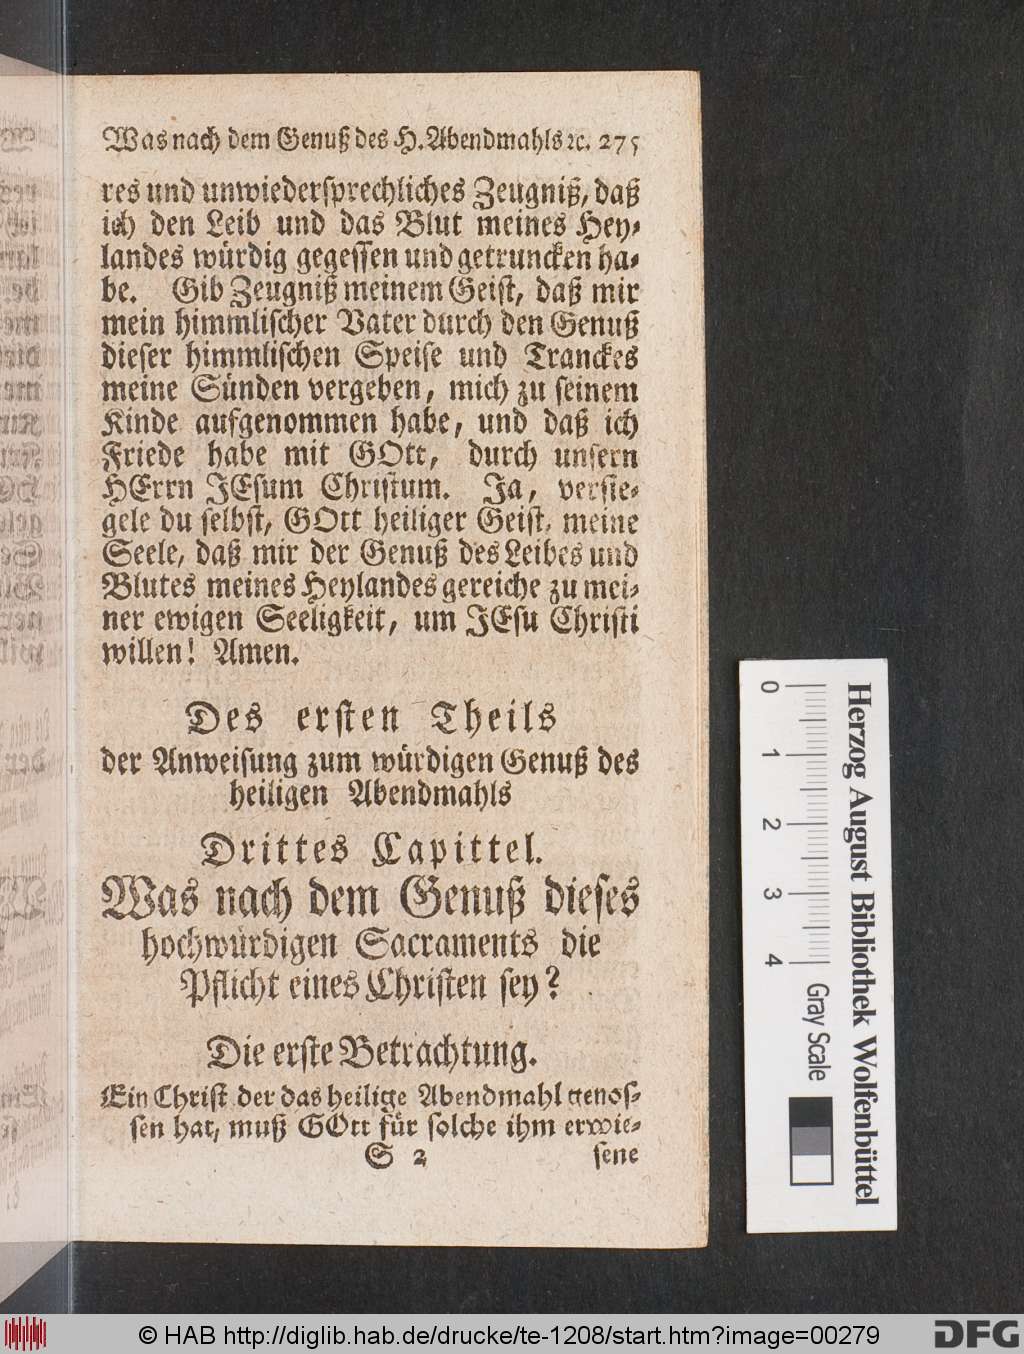 Was nach dem Genuß des H. Abendmahls ꝛc. 275
res und unwiedersprechliches Zeugniß, daß
ich den Leib und das Blut meines Hey-
landes würdig gegessen und getruncken ha-
be. Gib Zeugniß meinem Geist, daß mir
mein himmlischer Vater durch den Genuß
dieser himmlischen Speise und Tranckes
meine Sünden vergeben, mich zu seinem
Kinde aufgenommen habe, und daß ich
Friede habe mit GOtt, durch unsern
HErrn JEsum Christum. Ja, versie-
gele du selbst, GOtt heiliger Geist, meine
Seele, daß mir der Genuß des Leibes und
Blutes meines Heylandes gereiche zu mei-
ner ewigen Seeligkeit, um JEsu Christi
willen! Amen.
Des ersten Theils
der Anweisung zum würdigen Genuß des
heiligen Abendmahls
Drittes Capittel.
Was nach dem Genuß dieses
hochwürdigen Sacraments die
Pflicht eines Christen sey?
Die erste Betrachtung.
Ein Christ der das heilige Abendmahl genos-
sen hat, muß GOtt für solche ihm erwie-
S 2 sene
0 1 2 3 4
Gray Scale
Herzog August Bibliothek Wolfenbüttel
© HAB http://diglib.hab.de/drucke/te-1208/start.htm?image=00279
DFG